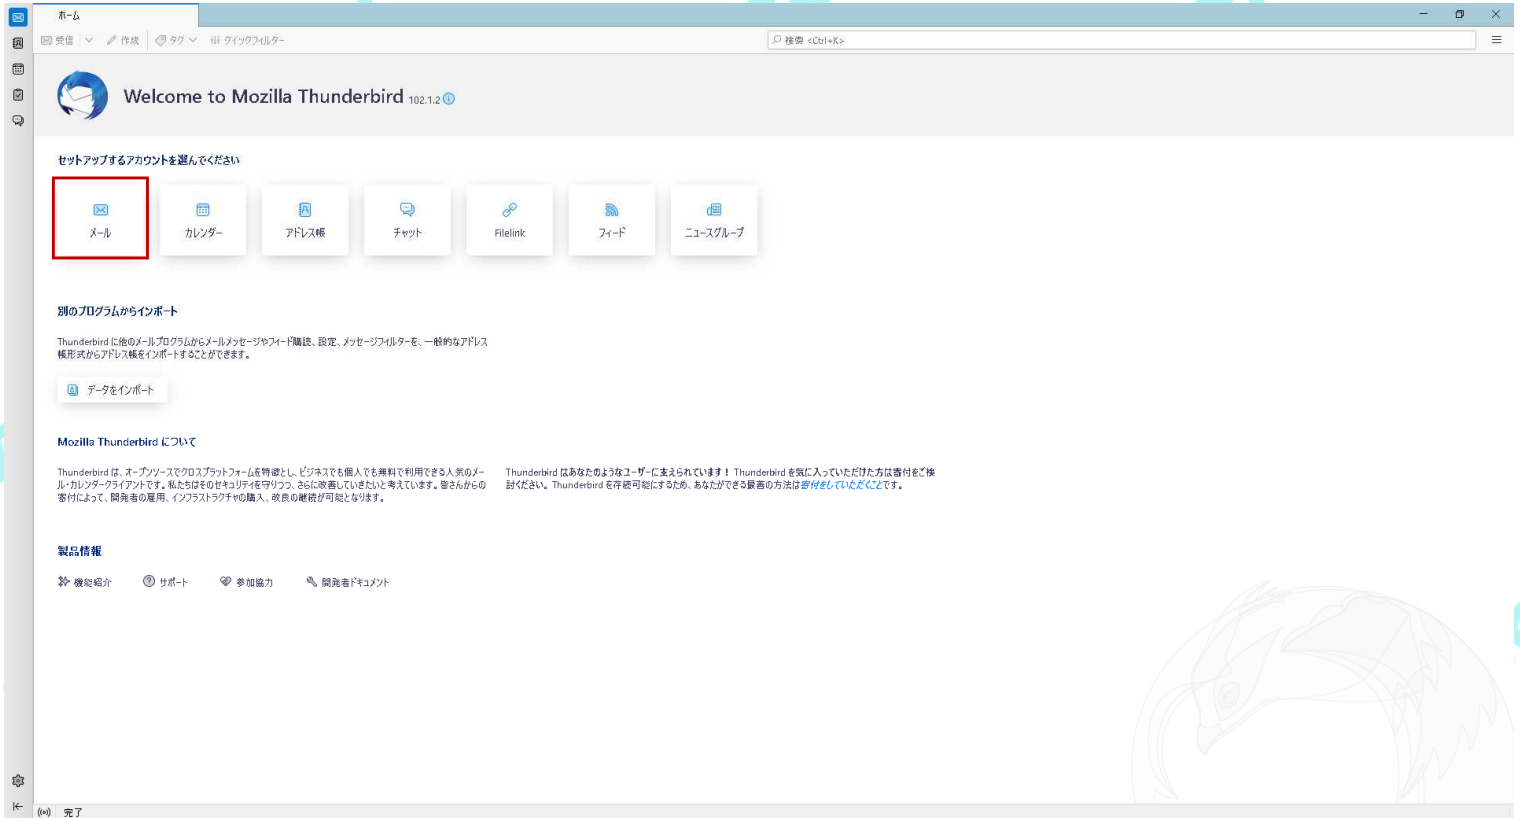 ホーム
受信 作成 タグ クイックフィルター 検索 <Ctrl+K>
Welcome to Mozilla Thunderbird 102.1.2
セットアップするアカウントを選んでください
メール カレンダー アドレス帳 チャット Filelink フィード ニュースグループ
別のプログラムからインポート
Thunderbird に他のメールプログラムからメールメッセージやフィード購読、設定、メッセージフィルターを、一般的なアドレス
帳形式からアドレス帳をインポートすることができます。
データをインポート
Mozilla Thunderbird について
Thunderbird は、オープンソースでクロスプラットフォームを特徴とし、ビジネスでも個人でも無料で利用できる人気のメー
ル・カレンダークライアントです。私たちはそのセキュリティを守りつつ、さらに改善していきたいと考えています。皆さんからの
寄付によって、開発者の雇用、インフラストラクチャの購入、改良の継続が可能となります。
Thunderbird はあなたのようなユーザーに支えられています！ Thunderbird を気に入っていただけた方は寄付をご検
討ください。Thunderbird を存続可能にするため、あなたができる最善の方法は寄付をしていただくことです。
製品情報
機能紹介 サポート 参加協力 開発者ドキュメント
完了